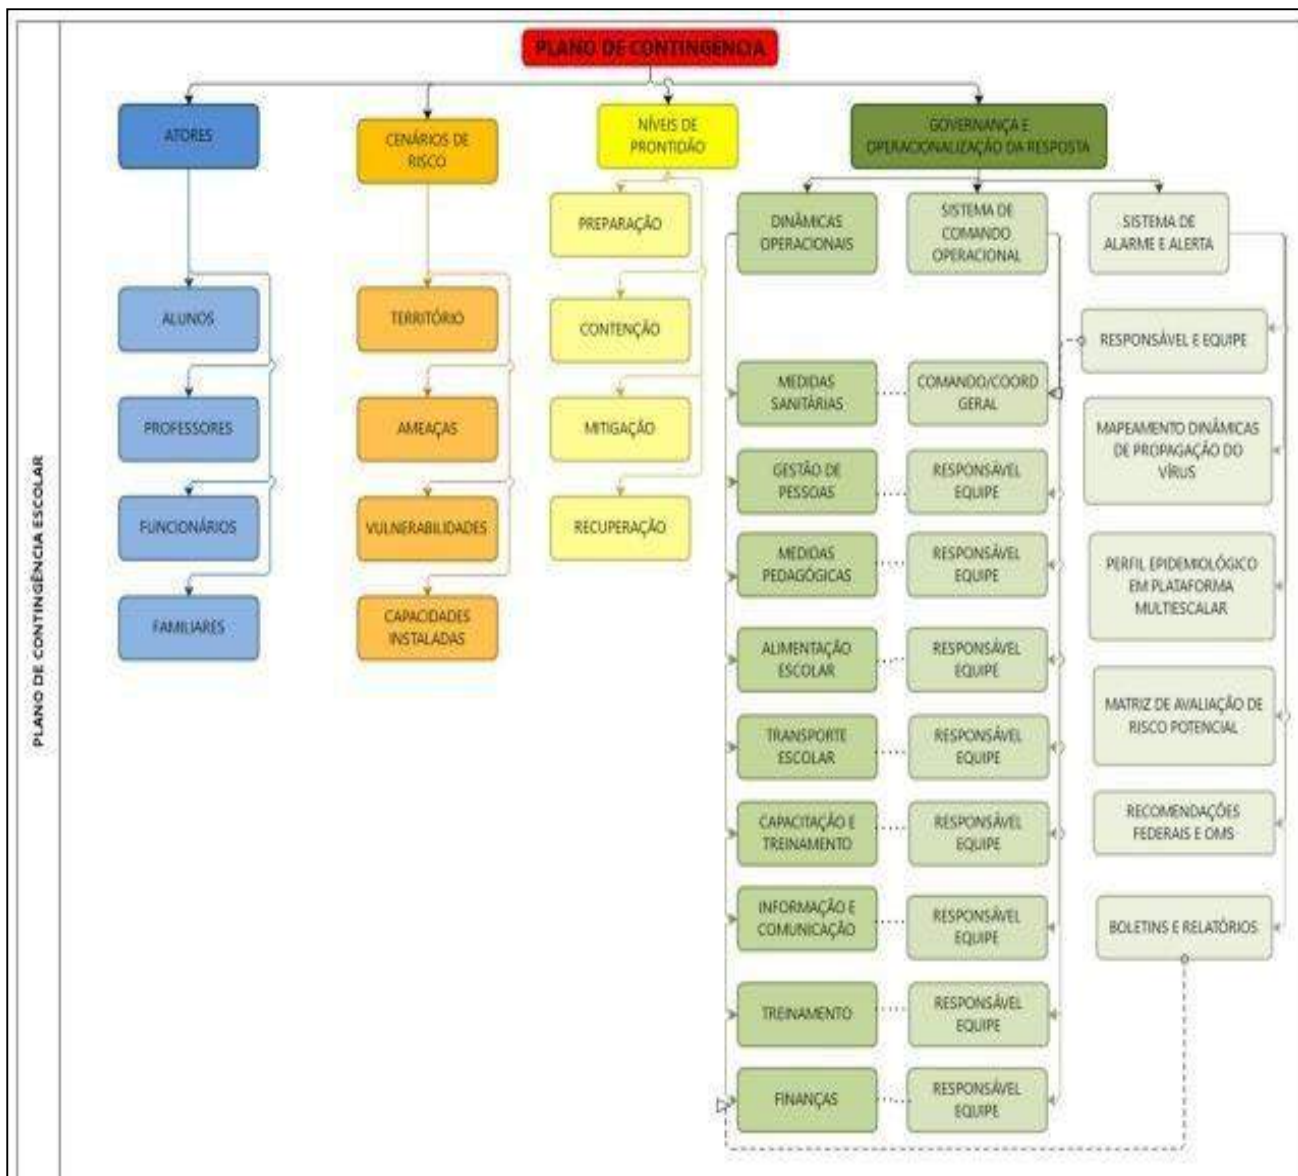 PLANO DE CONTINGÊNCIA ESCOLAR
PLANO DE CONTINGÊNCIA
ATORES
ALUNOS
PROFESSORES
FUNCIONÁRIOS
FAMILIARES
CENÁRIOS DE
RISCO
TERRITÓRIO
AMEAÇAS
VULNERABILIDADES
CAPACIDADES
INSTALADAS
NÍVEIS DE
PRONTIDÃO
PREPARAÇÃO
CONTENÇÃO
MITIGAÇÃO
RECUPERAÇÃO
GOVERNANÇA E
OPERACIONALIZAÇÃO DA RESPOSTA
DINÂMICAS
OPERACIONAIS
MEDIDAS
SANITÁRIAS
GESTÃO DE
PESSOAS
MEDIDAS
PEDAGÓGICAS
ALIMENTAÇÃO
ESCOLAR
TRANSPORTE
ESCOLAR
CAPACITAÇÃO E
TREINAMENTO
INFORMAÇÃO E
COMUNICAÇÃO
TREINAMENTO
FINANÇAS
SISTEMA DE
COMANDO
OPERACIONAL
COMANDO/COORD
GERAL
RESPONSÁVEL
EQUIPE
RESPONSÁVEL
EQUIPE
RESPONSÁVEL
EQUIPE
RESPONSÁVEL
EQUIPE
RESPONSÁVEL
EQUIPE
RESPONSÁVEL
EQUIPE
RESPONSÁVEL
EQUIPE
RESPONSÁVEL
EQUIPE
SISTEMA DE
ALARME E ALERTA
RESPONSÁVEL E EQUIPE
MAPEAMENTO DINÂMICAS
DE PROPAGAÇÃO DO
VÍRUS
PERFIL EPIDEMIOLÓGICO
EM PLATAFORMA
MULTIESCALAR
MATRIZ DE AVALIAÇÃO DE
RISCO POTENCIAL
RECOMENDAÇÕES
FEDERAIS E OMS
BOLETINS E RELATÓRIOS